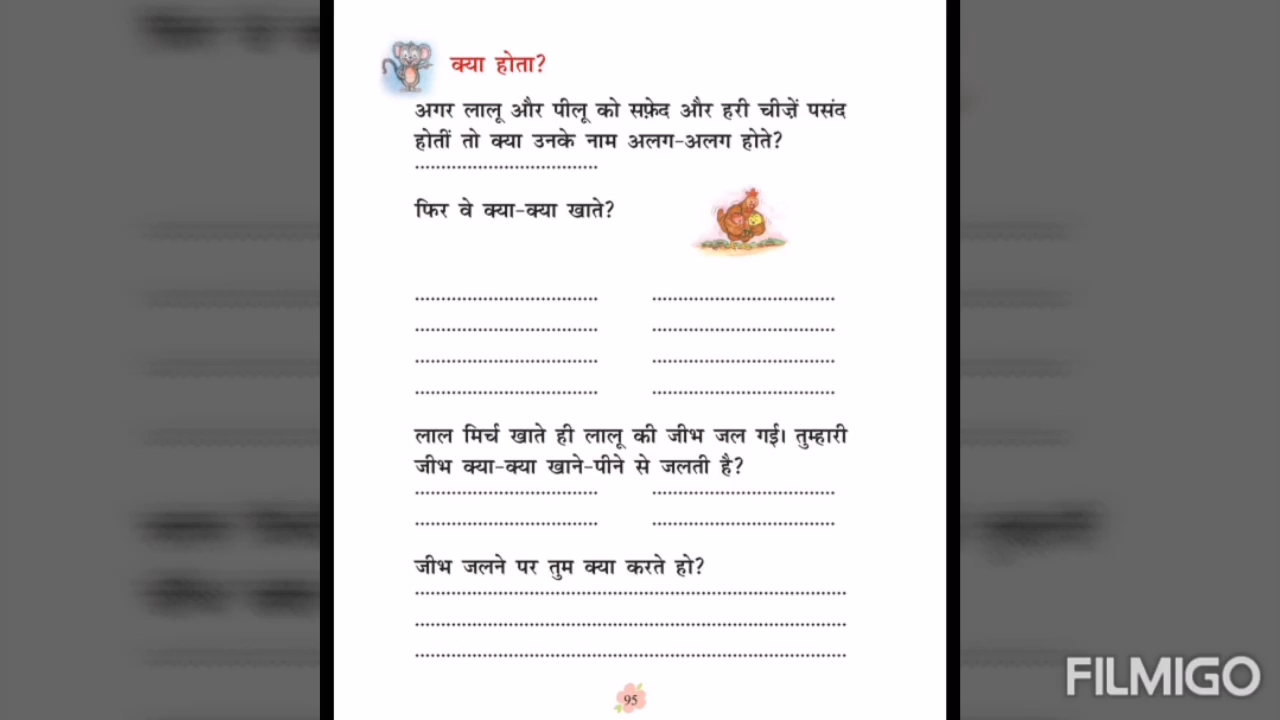 क्या होता?
अगर लालू और पीलू को सफ़ेद और हरी चीज़ें पसंद
होतीं तो क्या उनके नाम अलग-अलग होते?
फिर वे क्या-क्या खाते?
लाल मिर्च खाते ही लालू की जीभ जल गई। तुम्हारी
जीभ क्या-क्या खाने-पीने से जलती है?
जीभ जलने पर तुम क्या करते हो?
95
FILMIGO